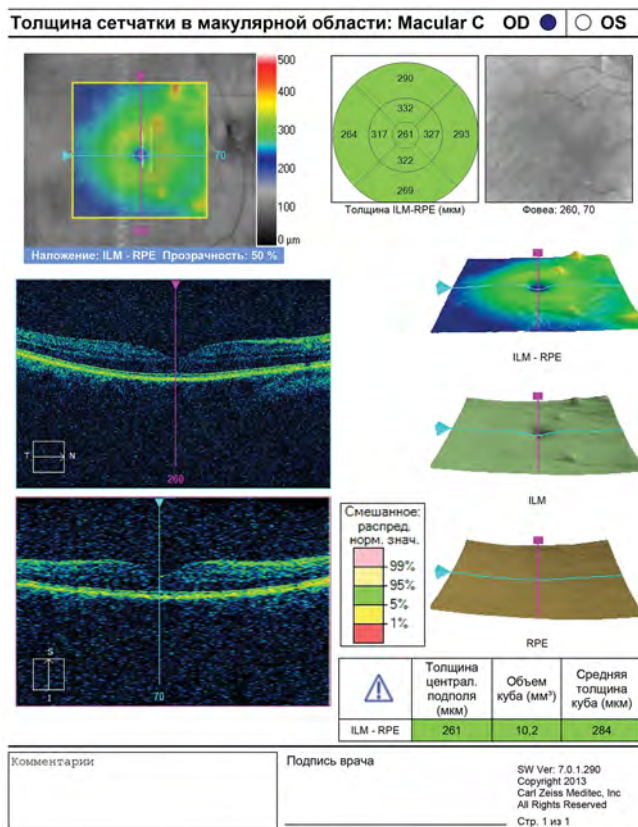 Толщина сетчатки в макулярной области: Macular C OD OS
500
400
300
200
100
0 µm
70
Наложение: ILM - RPE Прозрачность: 50 %
290
332
264 317 261 327 293
322
269
Толщина ILM-RPE (мкм)
Фовеа: 260, 70
ILM - RPE
T N
260
ILM
Смешанное:
распред.
норм. знач.
99%
95%
5%
1%
RPE
S
I
70
Толщина централ. подполя (мкм)
Объем куба (мм³)
Средняя толщина куба (мкм)
ILM - RPE 261 10,2 284
Комментарии
Подпись врача
SW Ver: 7.0.1.290
Copyright 2013
Carl Zeiss Meditec, Inc
All Rights Reserved
Стр. 1 из 1